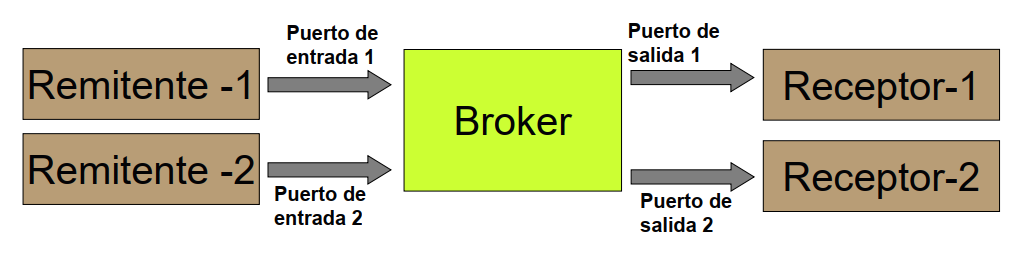 Puerto de
entrada 1
Puerto de
salida 1
Remitente -1
Broker
Receptor-1
Remitente -2
Receptor-2
Puerto de
entrada 2
Puerto de
salida 2